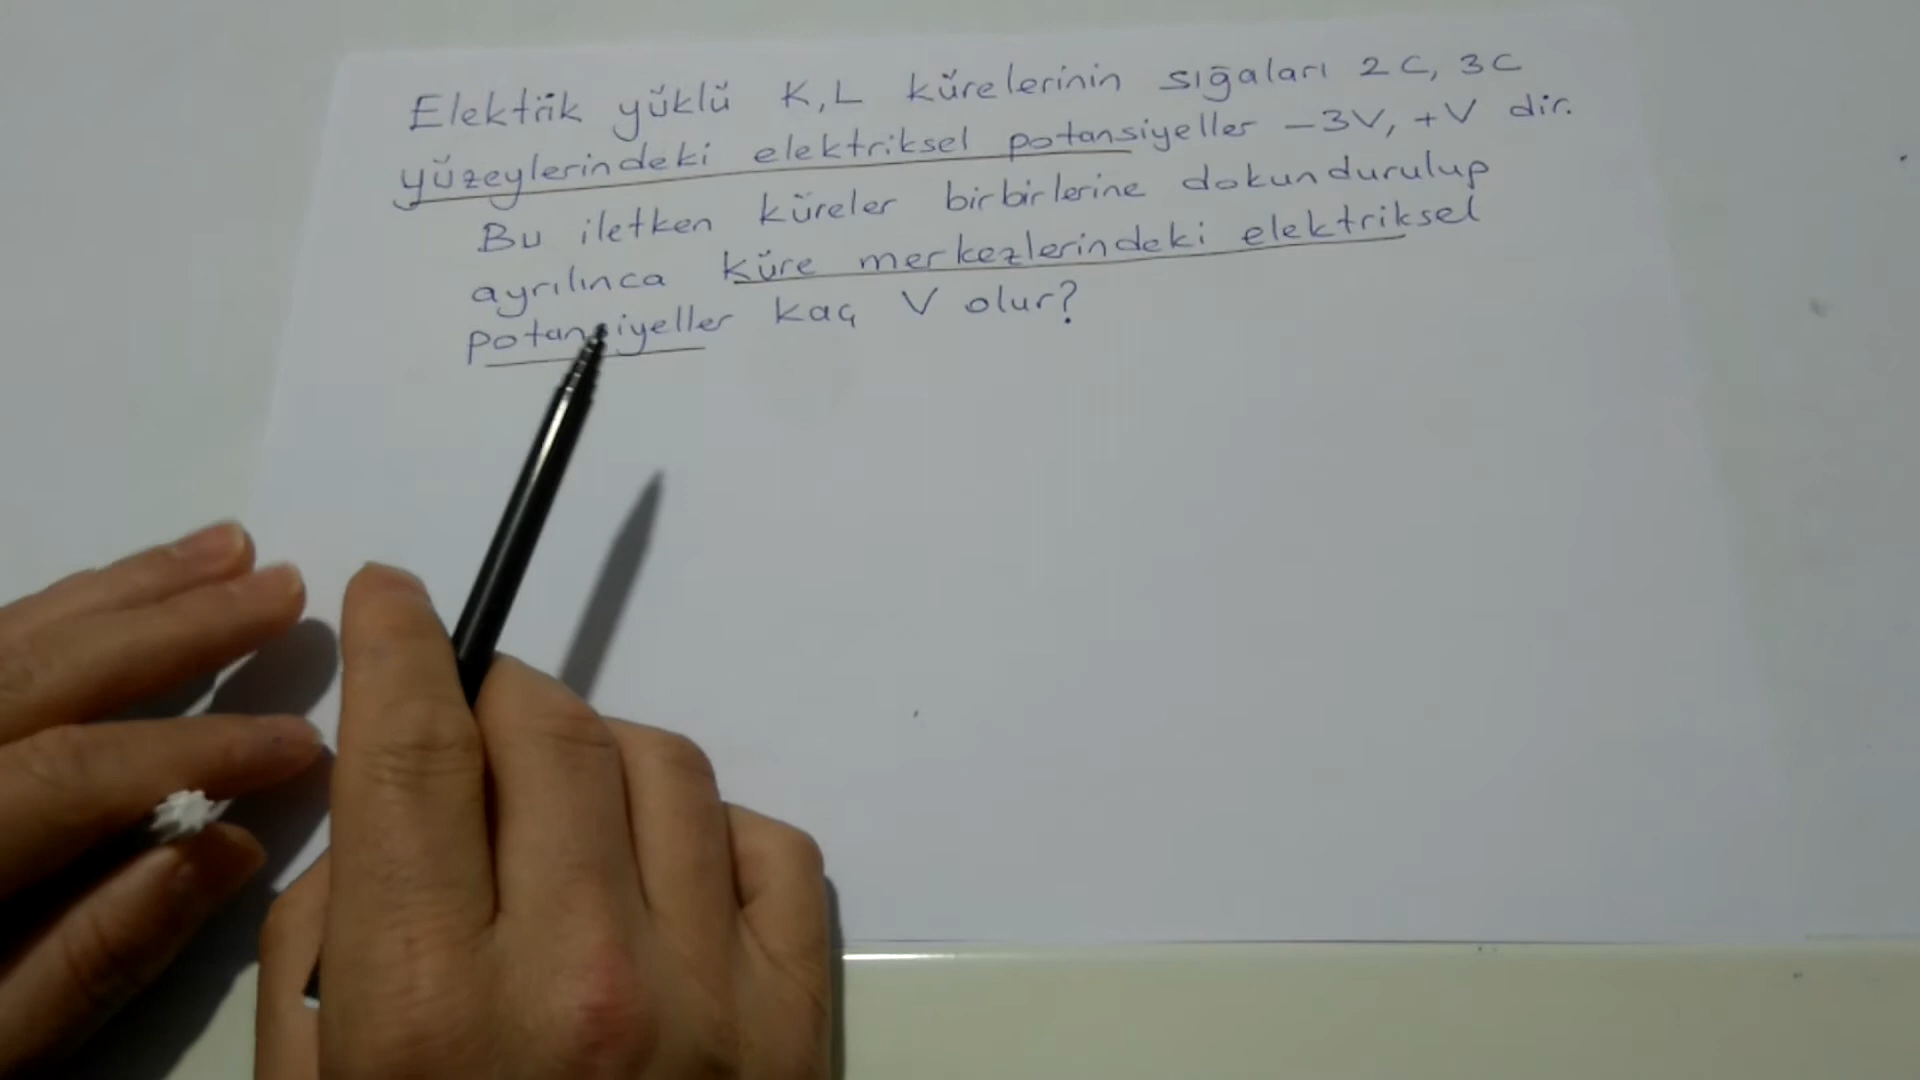 Elektrik yüklü K, L kürelerinin sığaları 2C, 3C
yüzeylerindeki elektriksel potansiyeller -3V, +V dir.
Bu iletken küreler birbirlerine dokundurulup
ayrılınca küre merkezlerindeki elektriksel
potansiyeller kaç V olur?